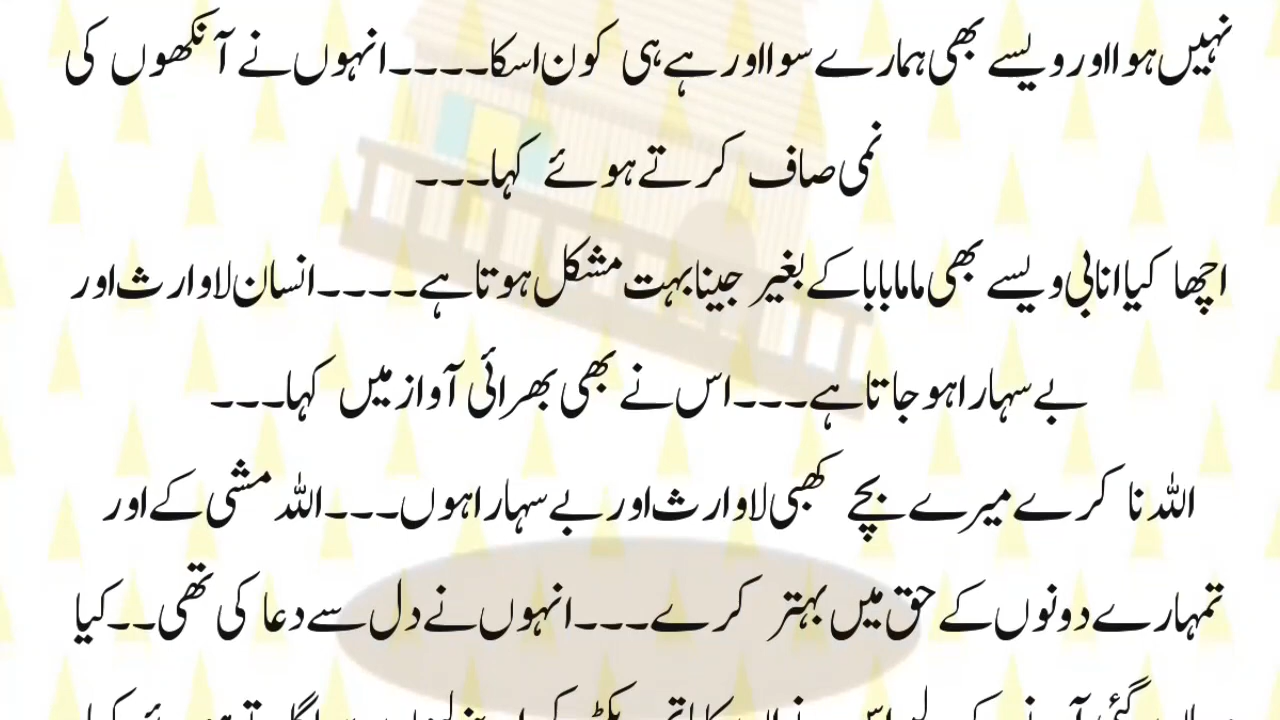 نہیں ہوا اور ویسے بھی ہمارے سوا اور ہے ہی کون اسکا۔۔۔۔انہوں نے آنکھوں کی
نمی صاف کرتے ہوئے کہا۔۔۔
اچھا کیا انابی ویسے بھی ماما بابا کے بغیر جینا بہت مشکل ہوتا ہے۔۔۔۔انسان لاوارث اور
بے سہارا ہو جاتا ہے۔۔۔اس نے بھی بھرائی آواز میں کہا۔۔۔
اللہ نا کرے میرے بچے کھبی لاوارث اور بے سہارا ہوں۔۔۔اللہ مشی کے اور
تمہارے دونوں کے حق میں بہتر کرے۔۔۔انہوں نے دل سے دعا کی تھی۔۔کیا